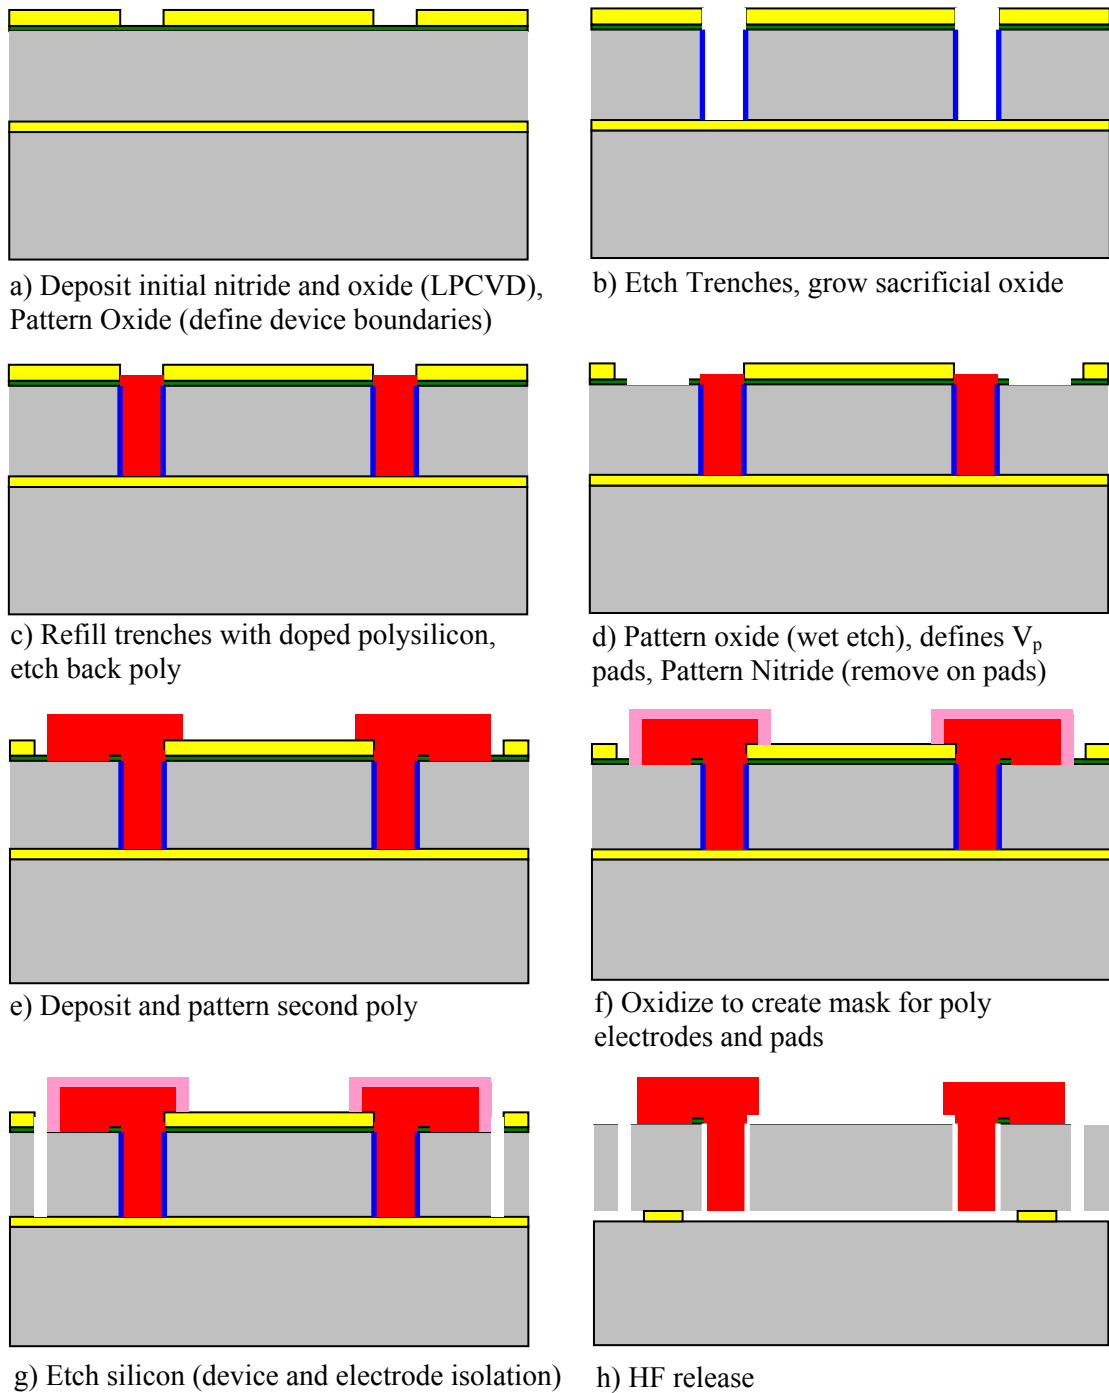 a) Deposit initial nitride and oxide (LPCVD),
Pattern Oxide (define device boundaries)
b) Etch Trenches, grow sacrificial oxide
c) Refill trenches with doped polysilicon,
etch back poly
d) Pattern oxide (wet etch), defines Vp
pads, Pattern Nitride (remove on pads)
e) Deposit and pattern second poly
f) Oxidize to create mask for poly
electrodes and pads
g) Etch silicon (device and electrode isolation)
h) HF release